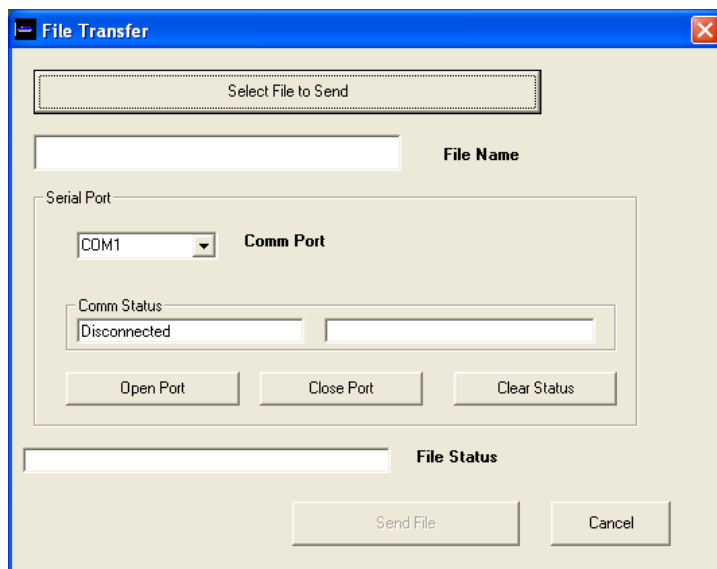 File Transfer
Select File to Send
File Name
Serial Port
COM1
Comm Port
Comm Status
Disconnected
Open Port
Close Port
Clear Status
File Status
Send File
Cancel